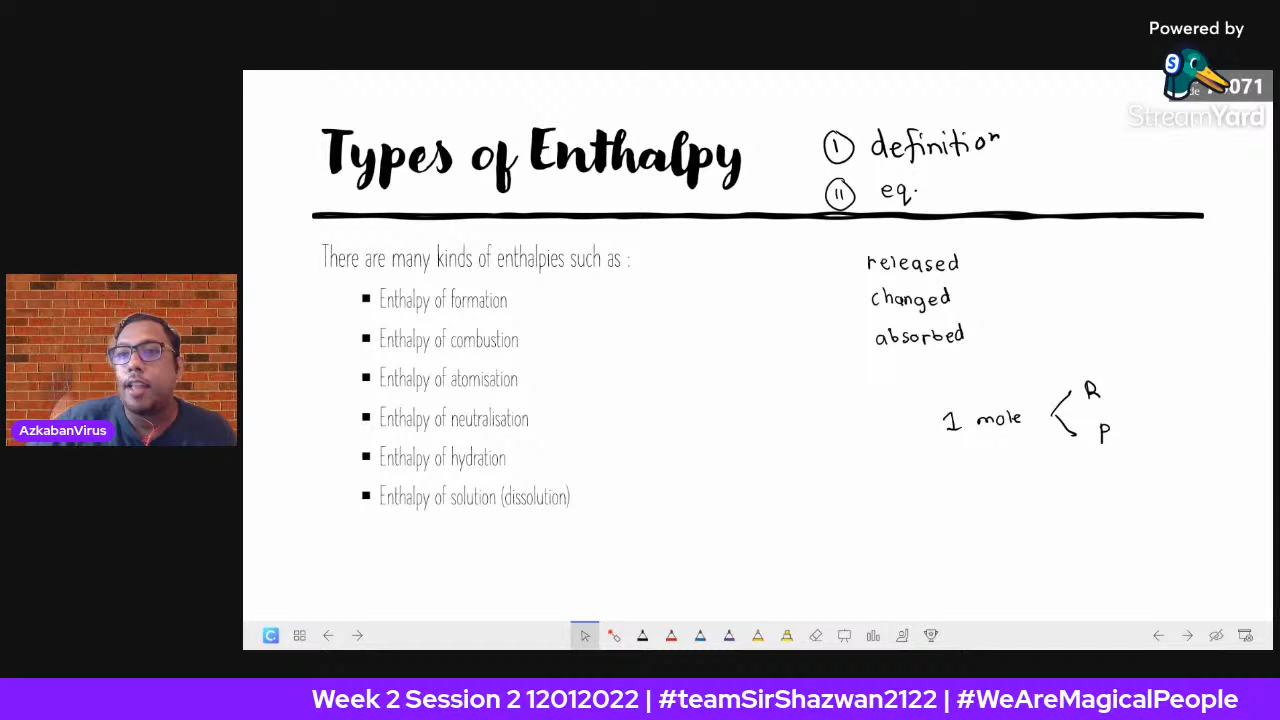 Powered by
StreamYard
Types of Enthalpy
I definition
II eq.
There are many kinds of enthalpies such as :
▪ Enthalpy of formation
▪ Enthalpy of combustion
▪ Enthalpy of atomisation
▪ Enthalpy of neutralisation
▪ Enthalpy of hydration
▪ Enthalpy of solution (dissolution)
released
changed
absorbed
1 mole
R
P
AzkabanVirus
Week 2 Session 2 12012022 | #teamSirShazwan2122 | #WeAreMagicalPeople